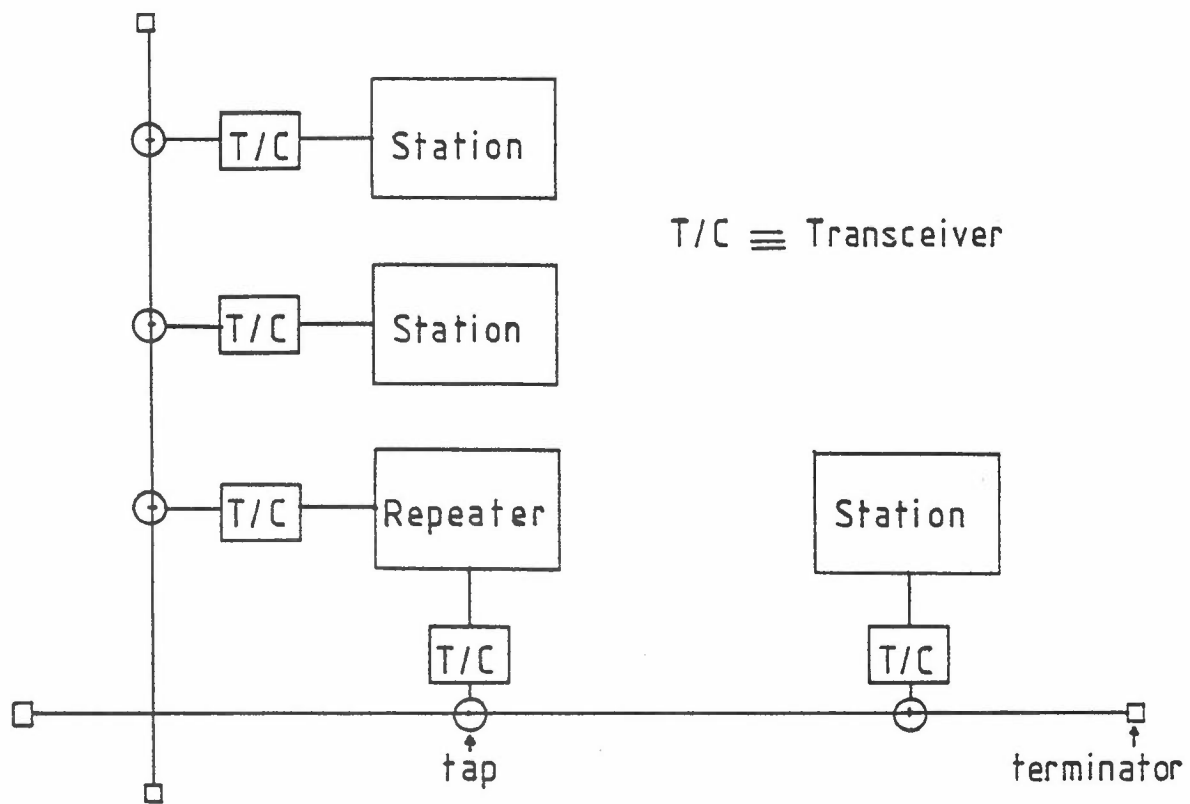 T/C
Station
T/C ≡ Transceiver
T/C
Station
T/C
Repeater
Station
T/C
T/C
tap
terminator